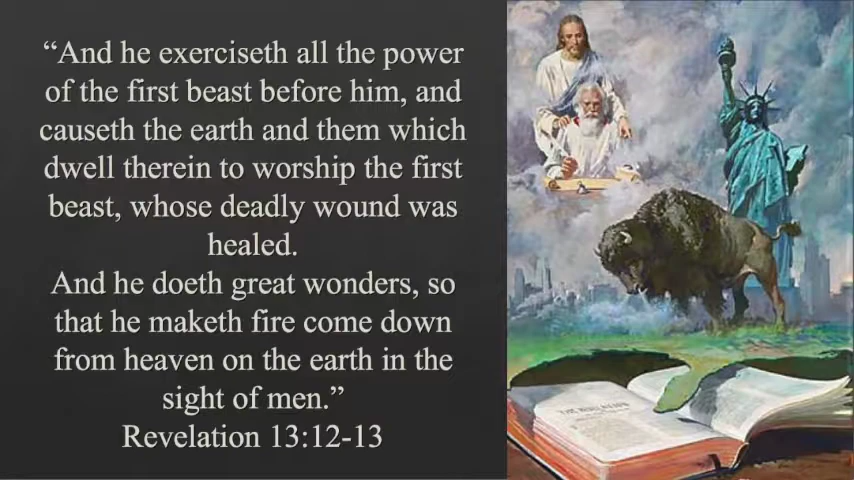 “And he exerciseth all the power
of the first beast before him, and
causeth the earth and them which
dwell therein to worship the first
beast, whose deadly wound was
healed.
And he doeth great wonders, so
that he maketh fire come down
from heaven on the earth in the
sight of men.”
Revelation 13:12-13